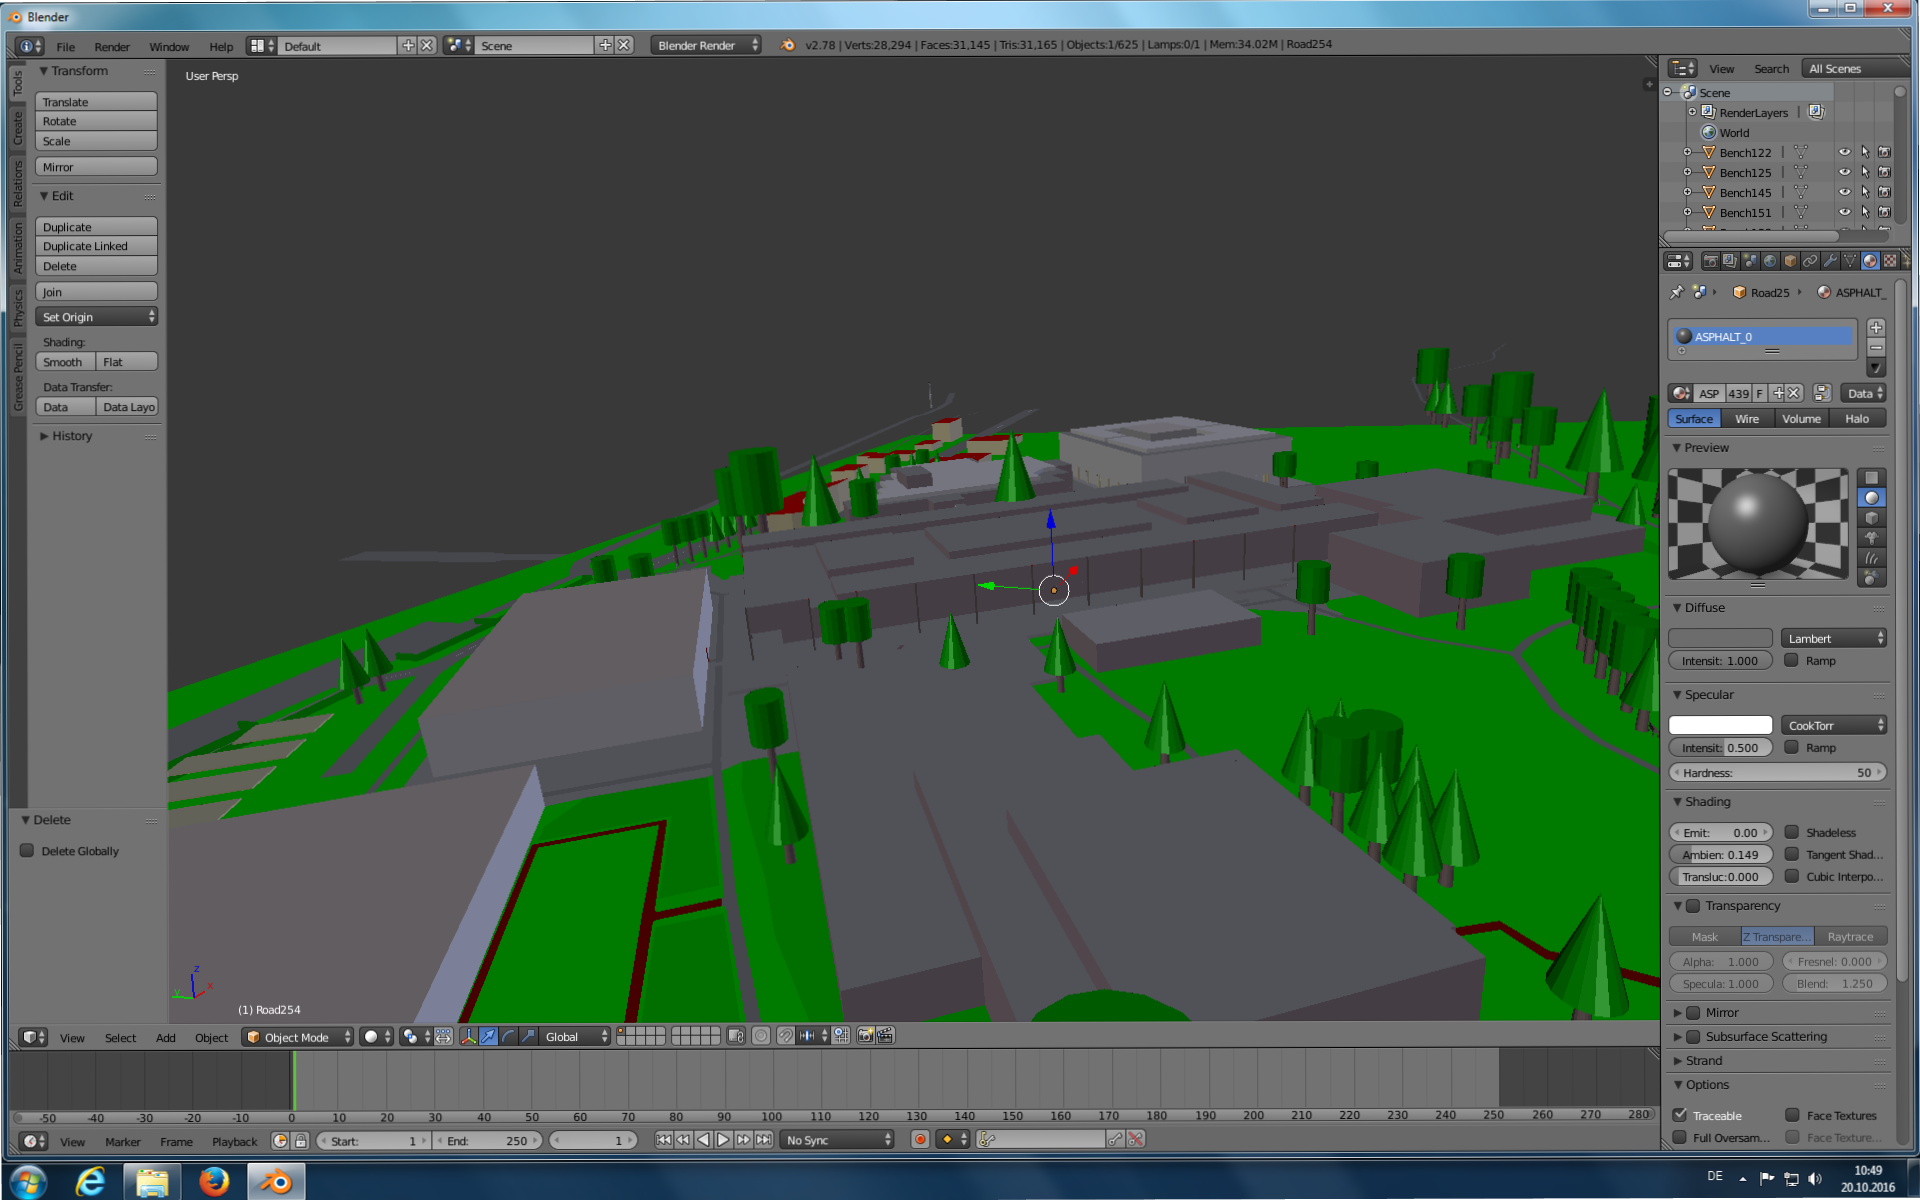 Blender
File Render Window Help Default Scene Blender Render v2.78 | Verts:28,294 | Faces:31,145 | Tris:31,165 | Objects:1/625 | Lamps:0/1 | Mem:34.02M | Road254
Tools
Create
Relations
Animation
Physics
Grease Pencil
Transform
Translate
Rotate
Scale
Mirror
Edit
Duplicate
Duplicate Linked
Delete
Join
Set Origin
Shading:
Smooth Flat
Data Transfer:
Data Data Layo
History
Delete
Delete Globally
User Persp
z
y x
(1) Road254
View Select Add Object Object Mode Global
View Search All Scenes
Scene
RenderLayers |
World
Bench122 |
Bench125 |
Bench145 |
Bench151 |
Road25 ASPHALT_
ASPHALT_0
ASP 439 F Data
Surface Wire Volume Halo
Preview
Diffuse
Lambert
Intensit: 1.000 Ramp
Specular
CookTorr
Intensit: 0.500 Ramp
Hardness: 50
Shading
Emit: 0.00 Shadeless
Ambien: 0.149 Tangent Shad...
Transluc:0.000 Cubic Interpo...
Transparency
Mask Z Transpare... Raytrace
Alpha: 1.000 Fresnel: 0.000
Specula: 1.000 Blend: 1.250
Mirror
Subsurface Scattering
Strand
Options
Traceable Face Textures
Full Oversam... Face Texture...
-50 -40 -30 -20 -10 0 10 20 30 40 50 60 70 80 90 100 110 120 130 140 150 160 170 180 190 200 210 220 230 240 250 260 270 280
View Marker Frame Playback Start: 1 End: 250 1 No Sync
DE 10:49
20.10.2016